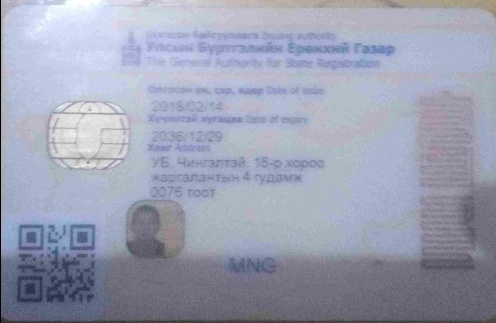 Олгосон байгууллага Issuing authority
Улсын Бүртгэлийн Ерөнхий Газар
The General Authority for State Registration
Олгосон он, сар, өдөр Date of issue
2018/02/14
Хүчинтэй хугацаа Date of expiry
2036/12/29
Хаяг Address
УБ, Чингэлтэй, 15-р хороо
жаргалантын 4 гудамж
0076 тоот
MNG